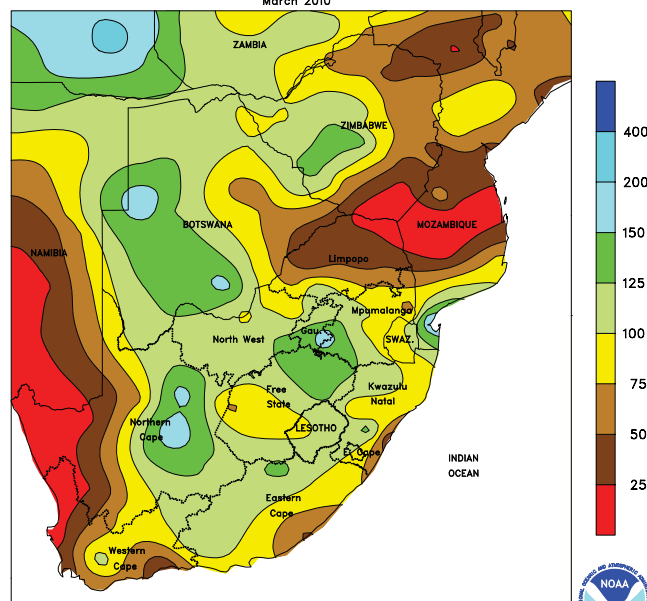 March 2010
ZAMBIA
ZIMBABWE
BOTSWANA
MOZAMBIQUE
NAMIBIA
Limpopo
Mpumalanga
North West
Gau.
SWAZ.
Free
State
Kwazulu
Natal
Northern
Cape
LESOTHO
E. Cape
INDIAN
OCEAN
Eastern
Cape
Western
Cape
400
200
150
125
100
75
50
25
NOAA